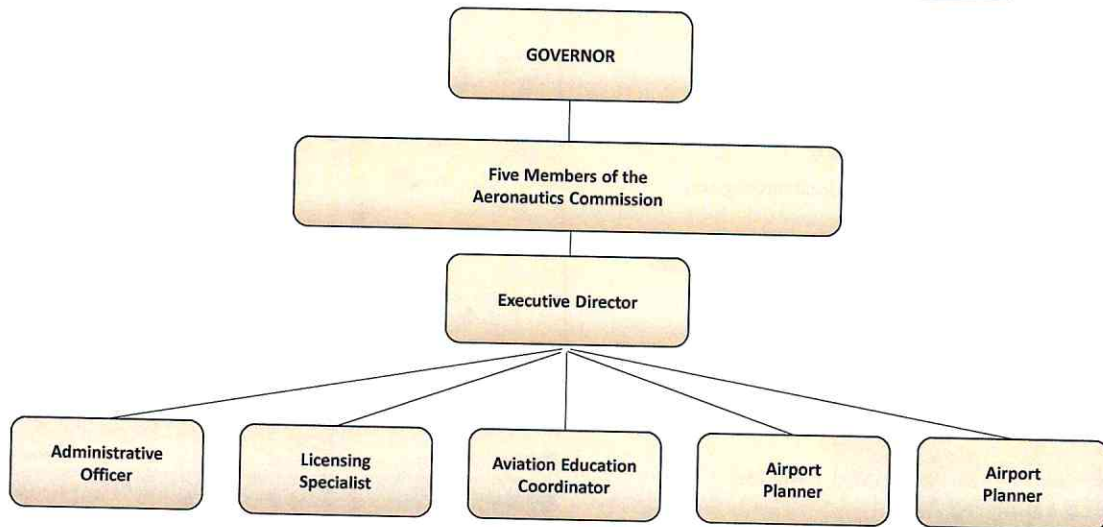 GOVERNOR
Five Members of the
Aeronautics Commission
Executive Director
Administrative
Officer
Licensing
Specialist
Aviation Education
Coordinator
Airport
Planner
Airport
Planner